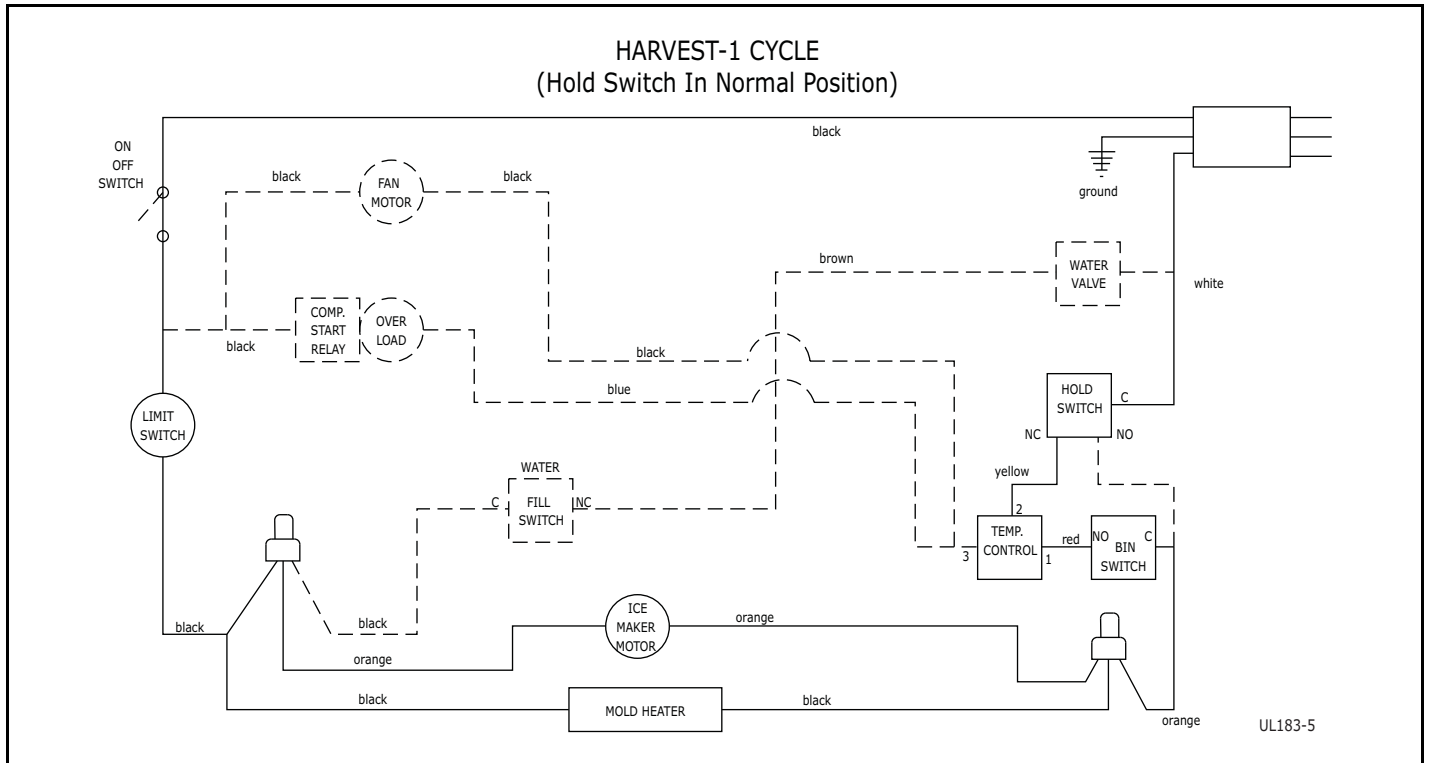 HARVEST-1 CYCLE
(Hold Switch In Normal Position)
black
ON
OFF
SWITCH
ground
black
FAN
MOTOR
black
brown
WATER
VALVE
white
COMP.
START
RELAY
OVER
LOAD
black
black
blue
HOLD
SWITCH
C
NC
NO
LIMIT
SWITCH
WATER
C
FILL
SWITCH
NC
yellow
2
TEMP.
CONTROL
3
1
red
NO
C
BIN
SWITCH
black
black
orange
ICE
MAKER
MOTOR
orange
black
MOLD HEATER
black
orange
UL183-5